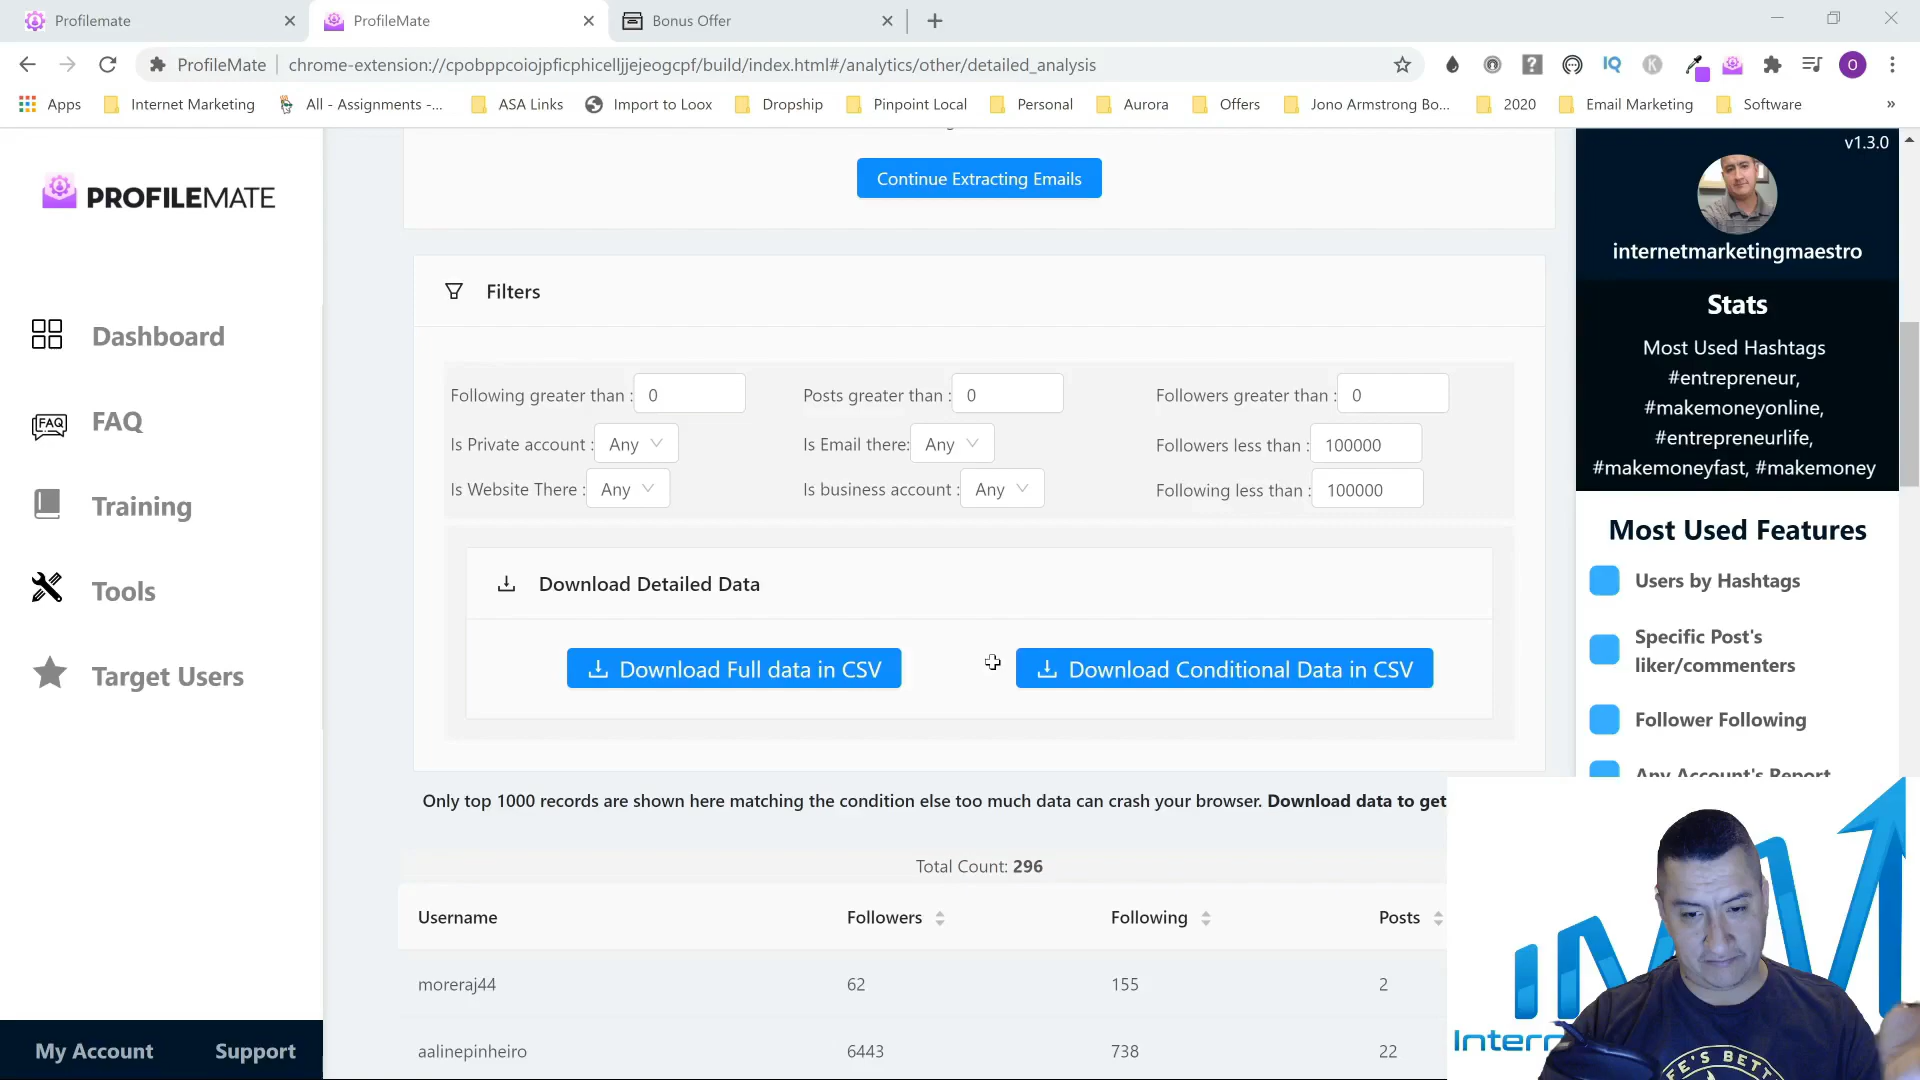 Profilemate
ProfileMate
Bonus Offer
ProfileMate
chrome-extension://cpobppcoiojpficphicelljjejeogcpf/build/index.html#/analytics/other/detailed_analysis
Apps
Internet Marketing
All - Assignments -...
ASA Links
Import to Loox
Dropship
Pinpoint Local
Personal
Aurora
Offers
Jono Armstrong Bo...
2020
Email Marketing
Software
»
PROFILEMATE
Dashboard
FAQ
FAQ
Training
Tools
Target Users
My Account
Support
Continue Extracting Emails
Filters
Following greater than : 0
Posts greater than : 0
Followers greater than : 0
Is Private account : Any
Is Email there: Any
Followers less than : 100000
Is Website There : Any
Is business account : Any
Following less than : 100000
Download Detailed Data
Download Full data in CSV
Download Conditional Data in CSV
Only top 1000 records are shown here matching the condition else too much data can crash your browser. Download data to get
Total Count: 296
Username Followers Following Posts
moreraj44 62 155 2
aalinepinheiro 6443 738 22
v1.3.0
internetmarketingmaestro
Stats
Most Used Hashtags
#entrepreneur,
#makemoneyonline,
#entrepreneurlife,
#makemoneyfast, #makemoney
Most Used Features
Users by Hashtags
Specific Post's
liker/commenters
Follower Following
Any Account's Report
Intern
FE'S BETT